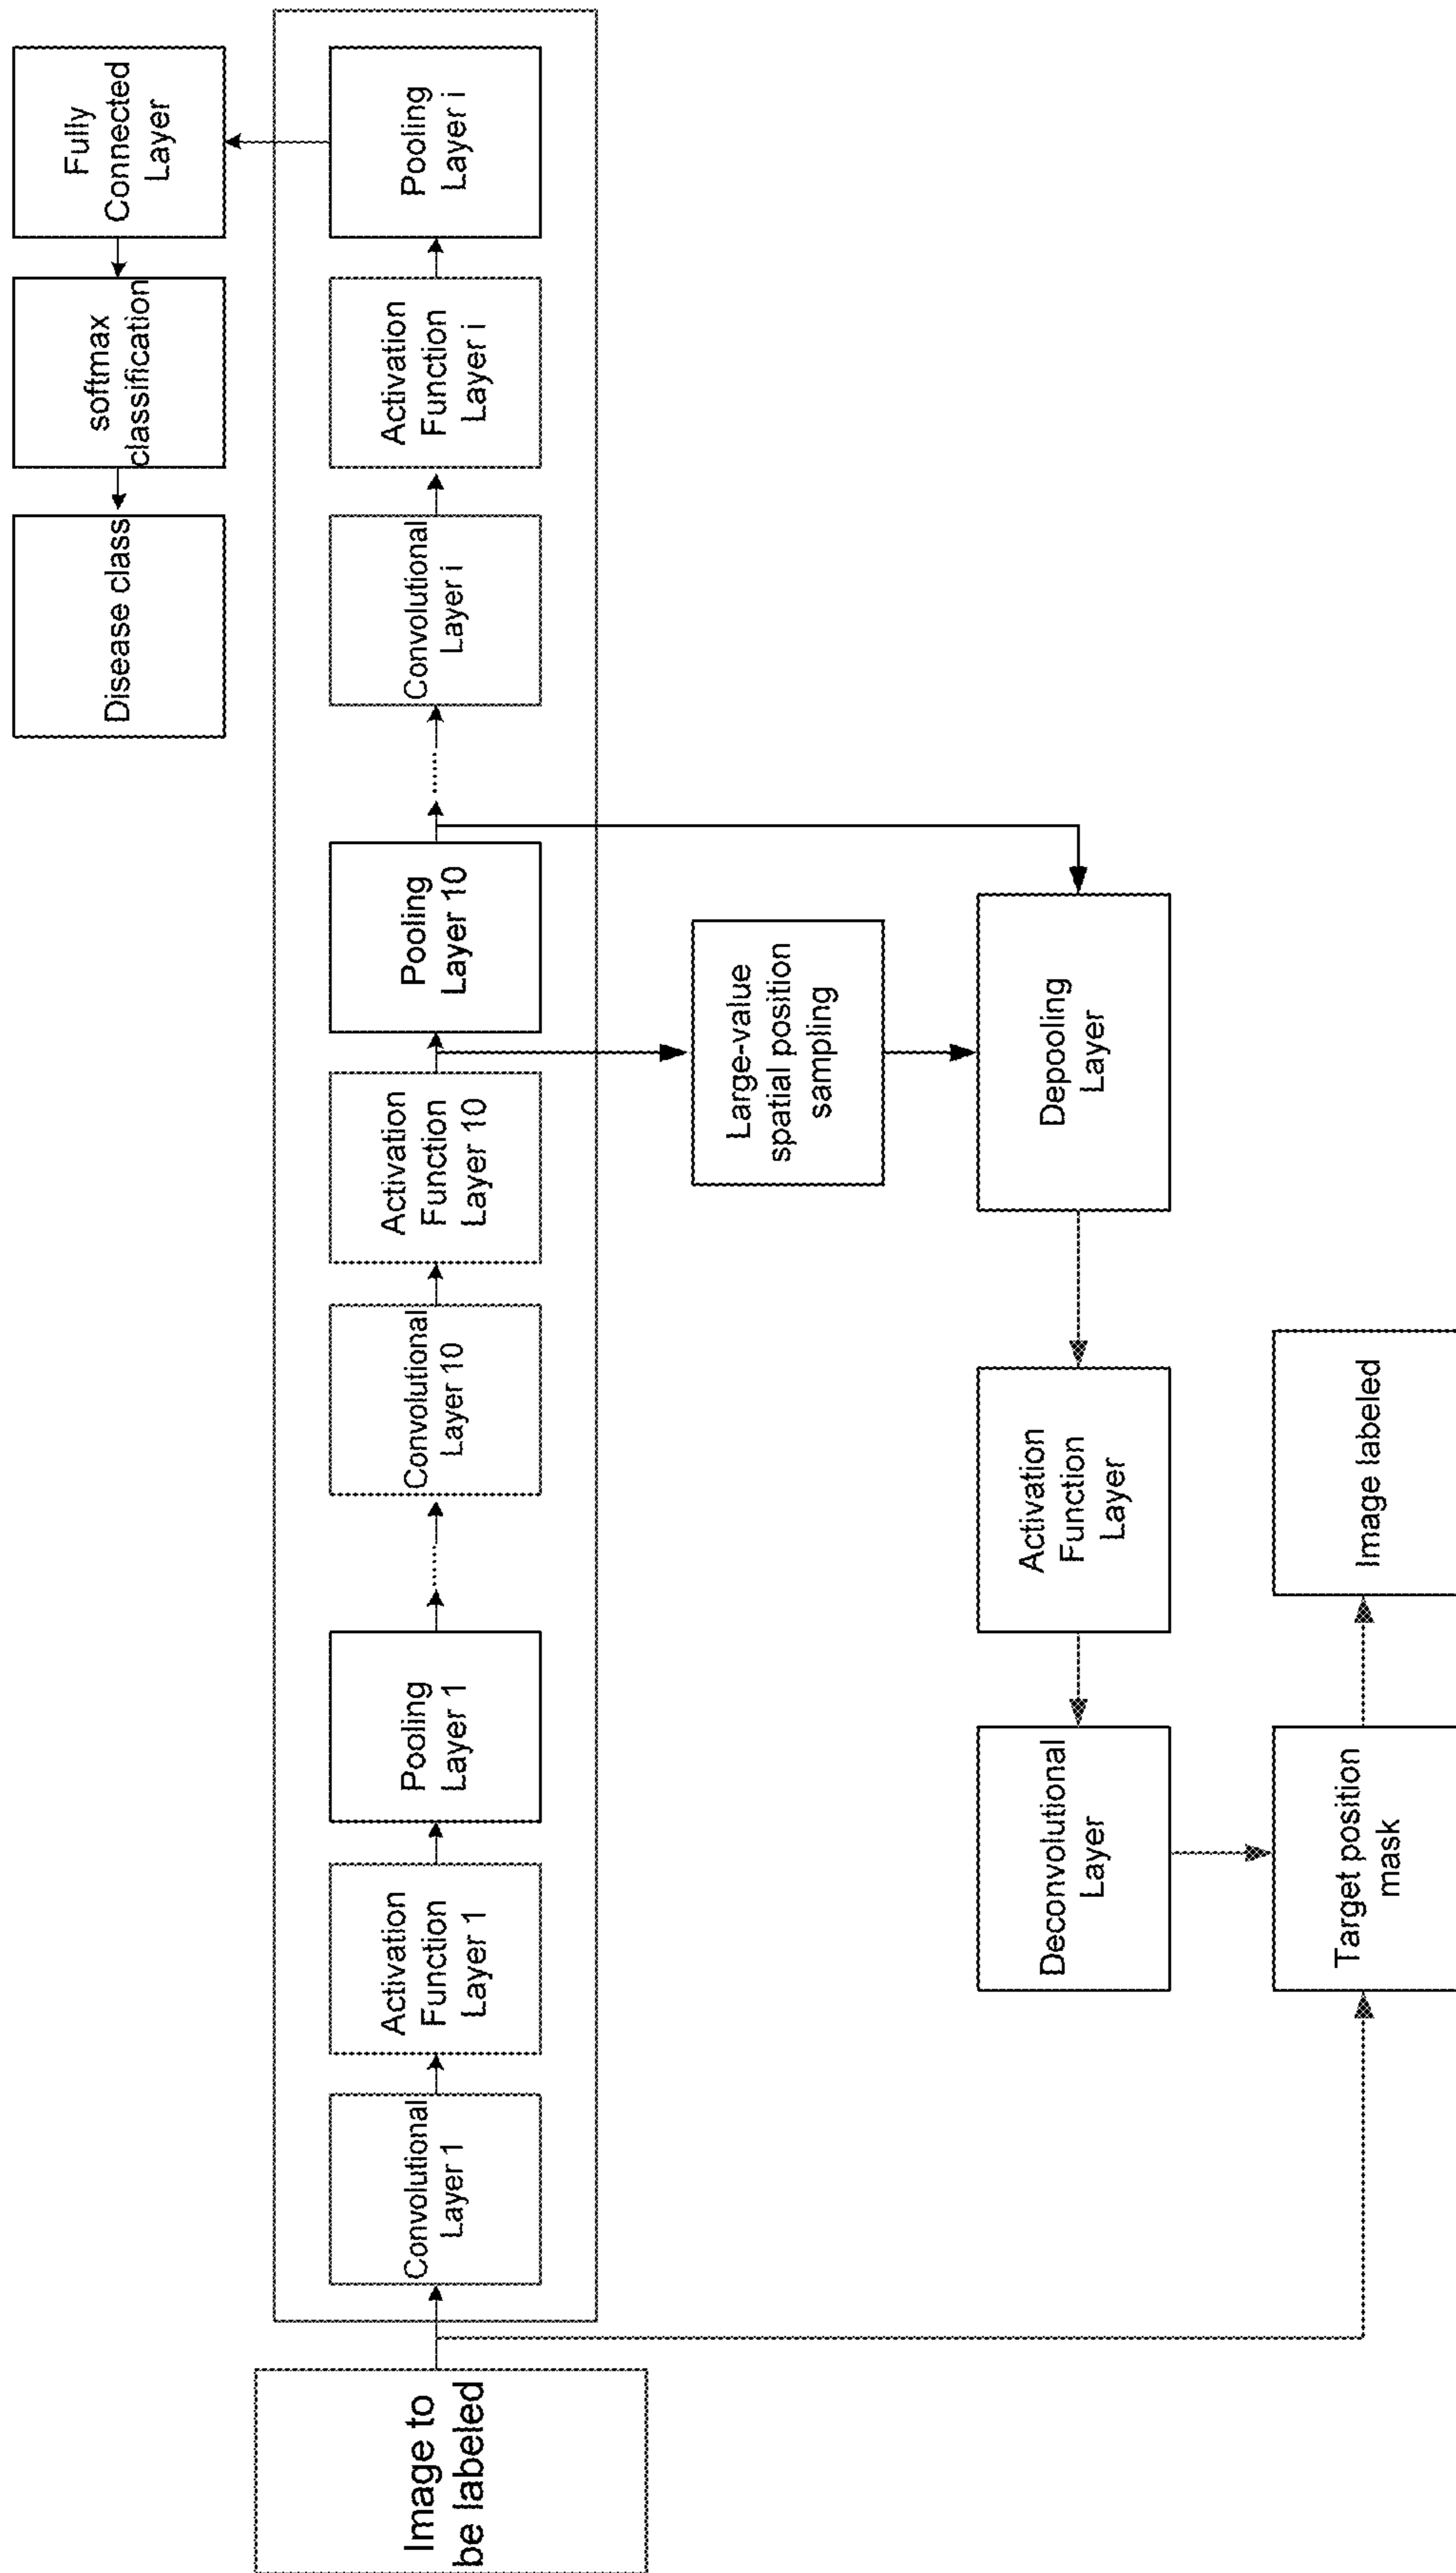 Image to
be labeled
Convolutional
Layer 1
Activation
Function
Layer 1
Pooling
Layer 1
......
Convolutional
Layer 10
Activation
Function
Layer 10
Pooling
Layer 10
......
Convolutional
Layer i
Activation
Function
Layer i
Pooling
Layer i
Fully
Connected
Layer
softmax
classification
Disease class
Large-value
spatial position
sampling
Depooling
Layer
Activation
Function
Layer
Deconvolutional
Layer
Target position
mask
Image labeled